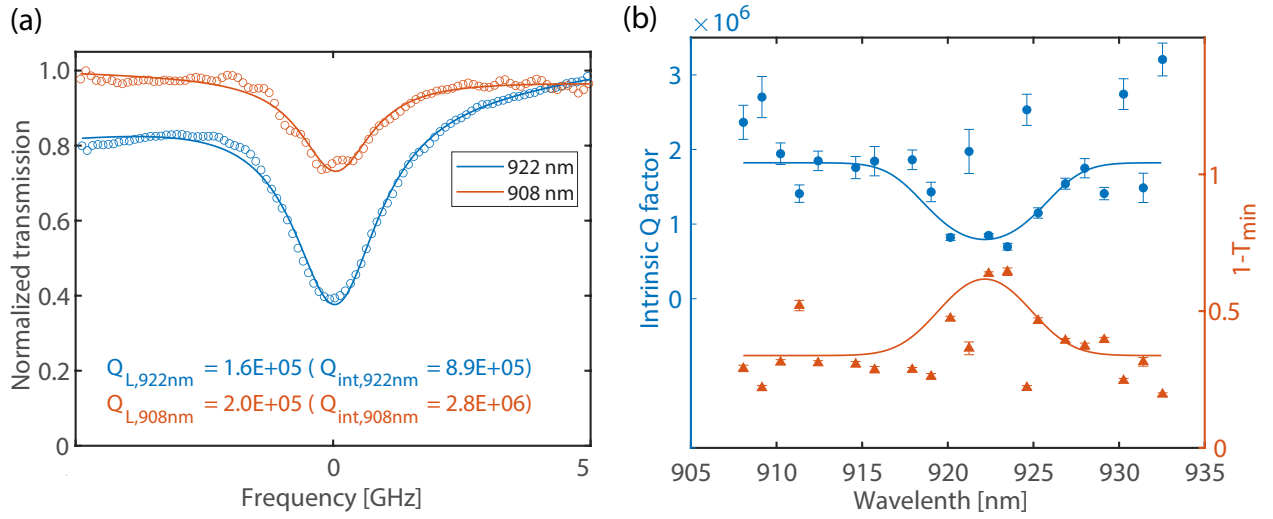 (a)
Normalized transmission
1.0
0.8
0.6
0.4
0.2
0
0
5
Frequency [GHz]
922 nm
908 nm
Q_L,922nm = 1.6E+05 ( Q_int,922nm = 8.9E+05)
Q_L,908nm = 2.0E+05 ( Q_int,908nm = 2.8E+06)
(b)
×10^6
Intrinsic Q factor
3
2
1
0
1-T_min
1
0.5
0
905
910
915
920
925
930
935
Wavelenth [nm]